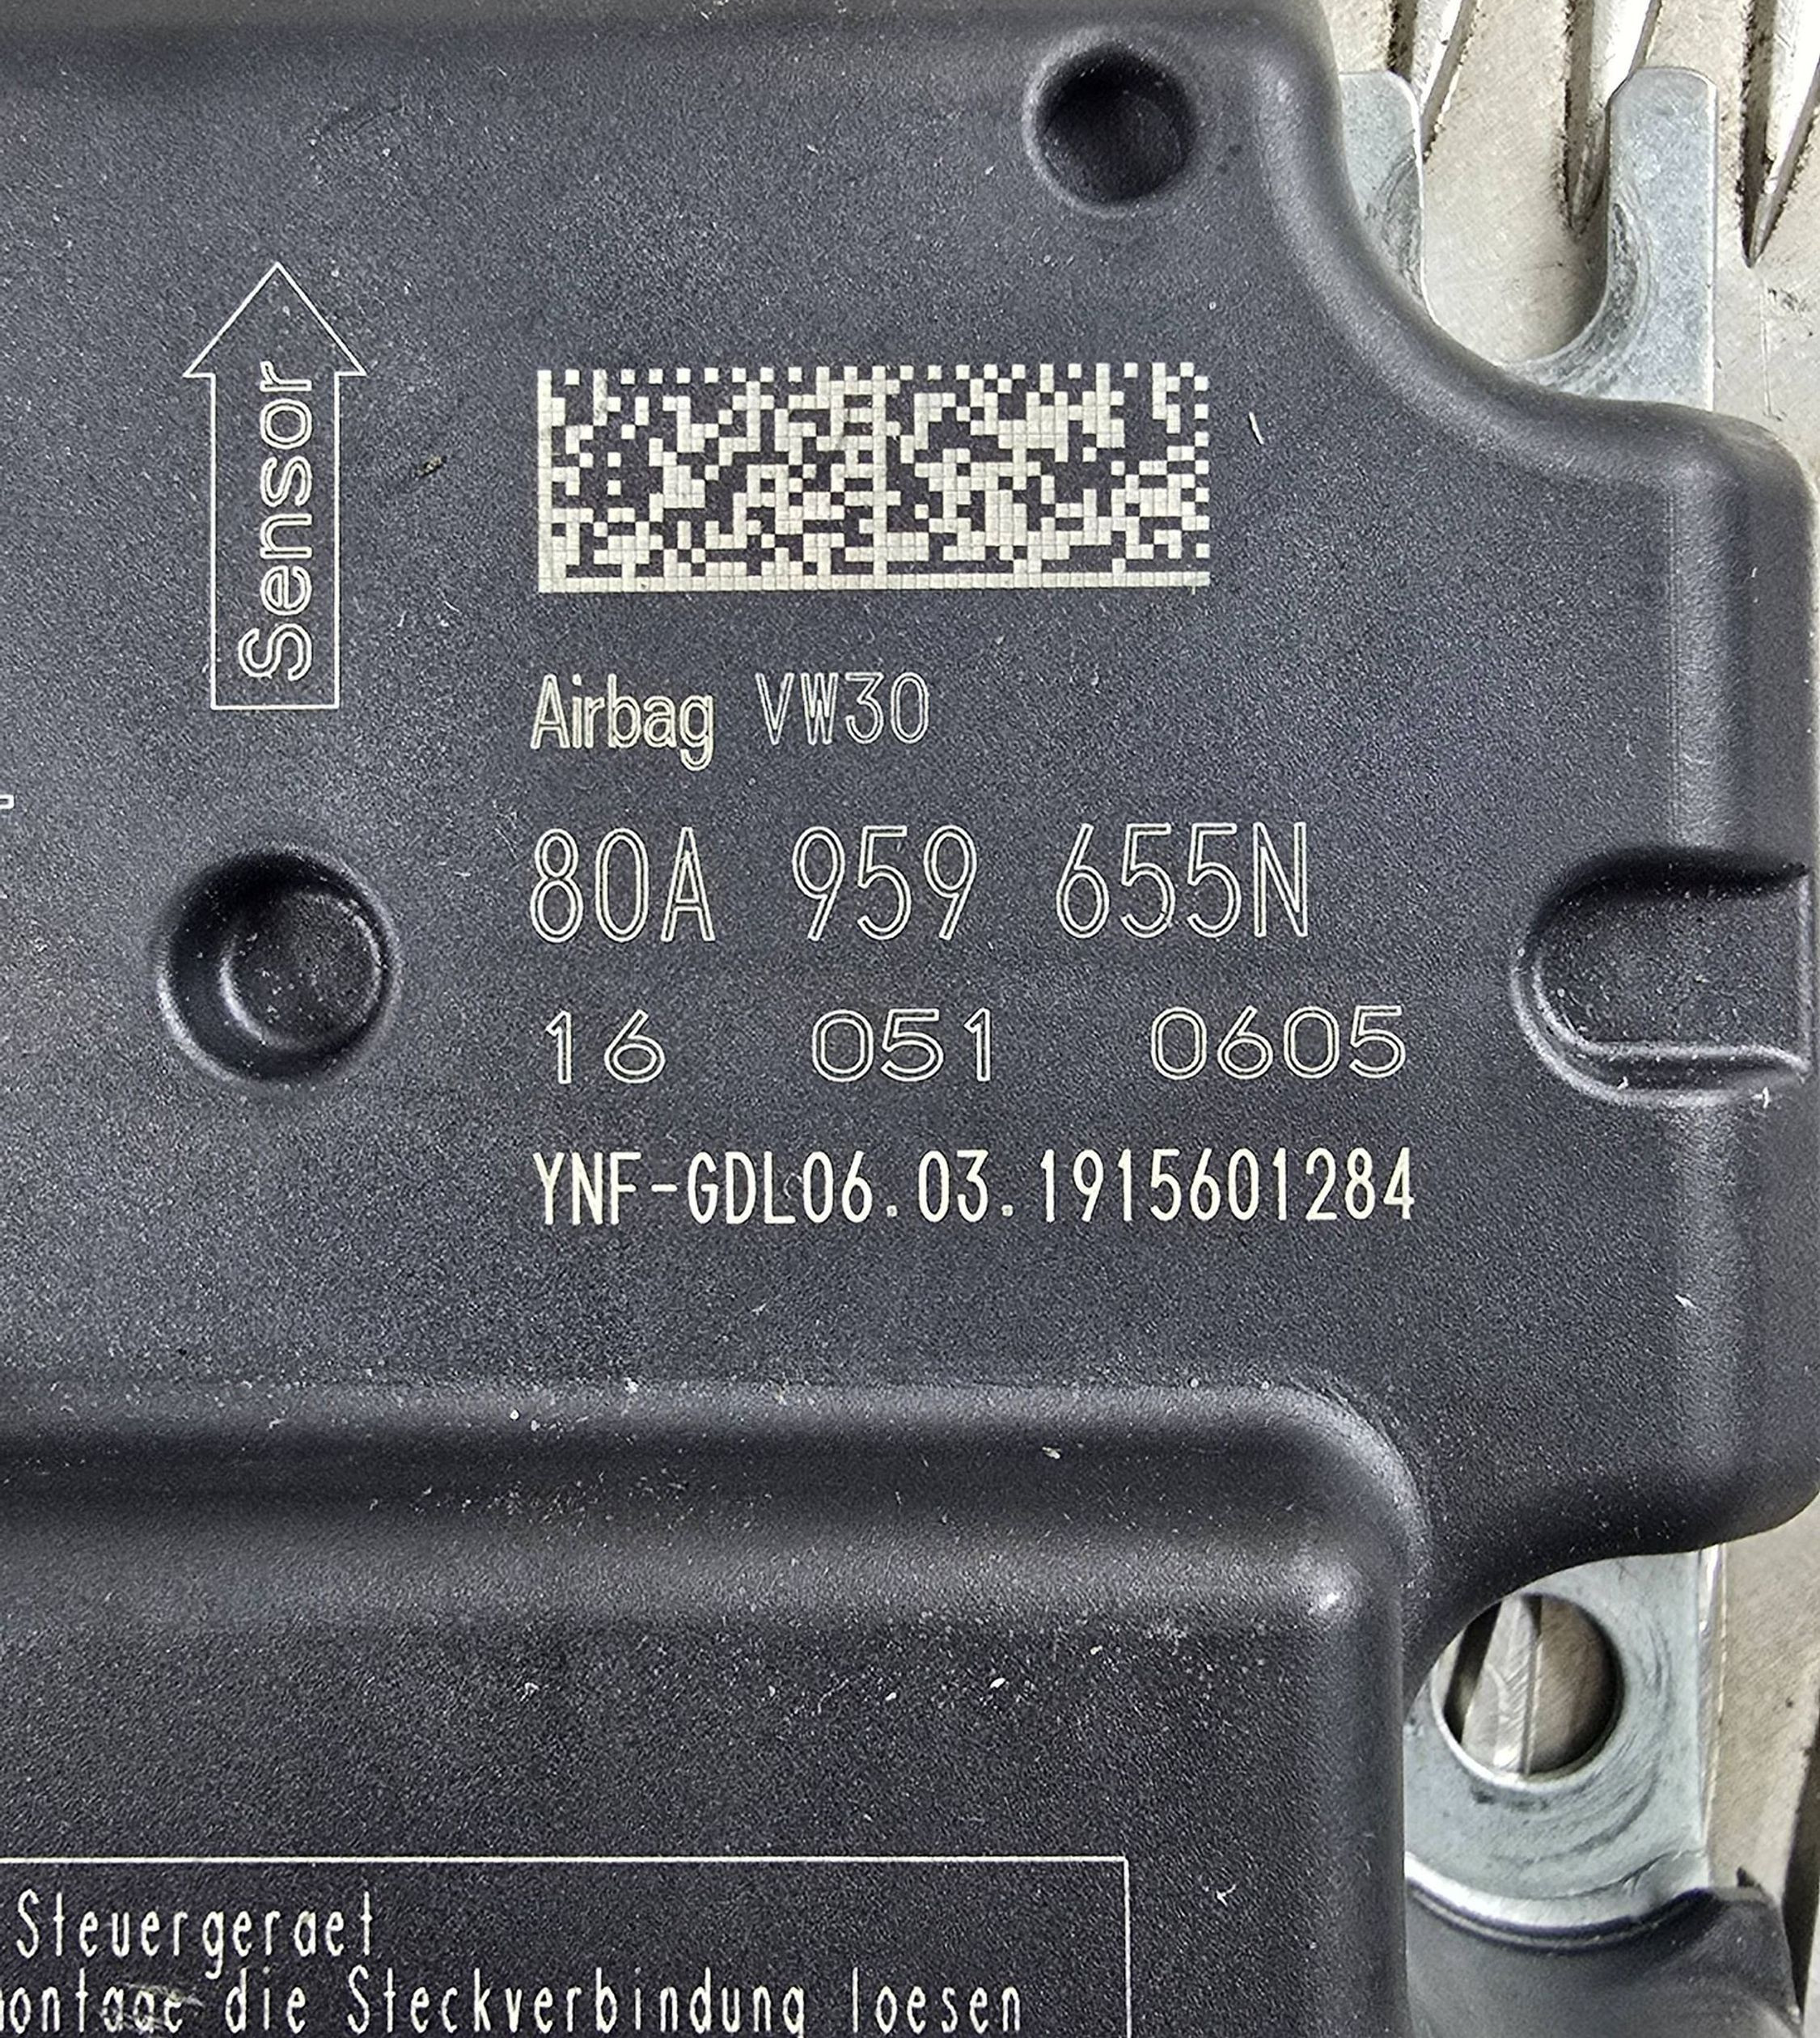 Sensor
Airbag VW30
80A 959 655N
16 051 0605
YNF-GDL06.03.1915601284
Steuergeraet
die Steckverbindung loesen